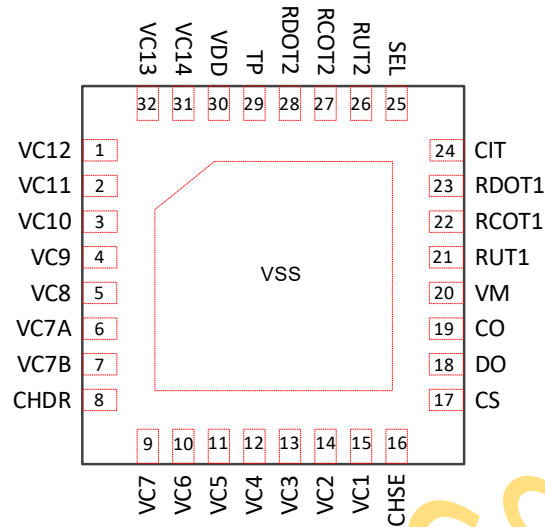 VC13 VC14 VDD TP RDOT2 RCOT2 RUT2 SEL
32 31 30 29 28 27 26 25
VC12 1 24 CIT
VC11 2 23 RDOT1
VC10 3 22 RCOT1
VC9 4 21 RUT1
VSS
VC8 5 20 VM
VC7A 6 19 CO
VC7B 7 18 DO
CHDR 8 17 CS
9 10 11 12 13 14 15 16
VC7 VC6 VC5 VC4 VC3 VC2 VC1 CHSE